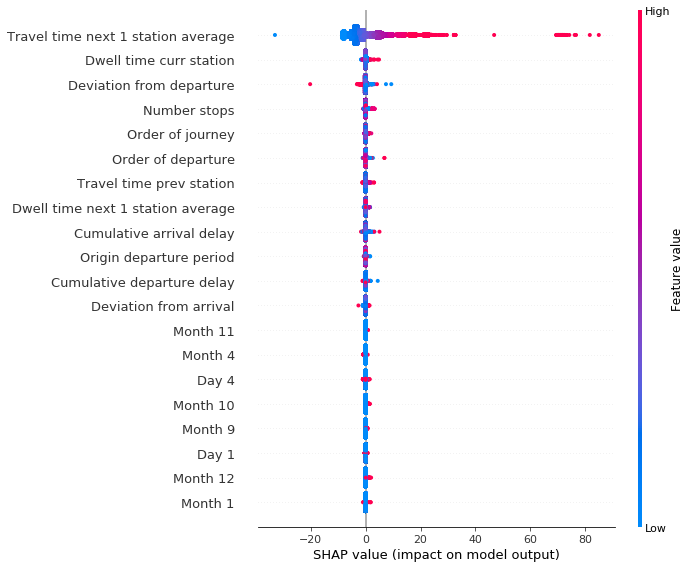 High
Travel time next 1 station average
Dwell time curr station
Deviation from departure
Number stops
Order of journey
Order of departure
Travel time prev station
Dwell time next 1 station average
Cumulative arrival delay
Origin departure period
Cumulative departure delay
Deviation from arrival
Month 11
Month 4
Day 4
Month 10
Month 9
Day 1
Month 12
Month 1
Feature value
Low
−20 0 20 40 60 80
SHAP value (impact on model output)